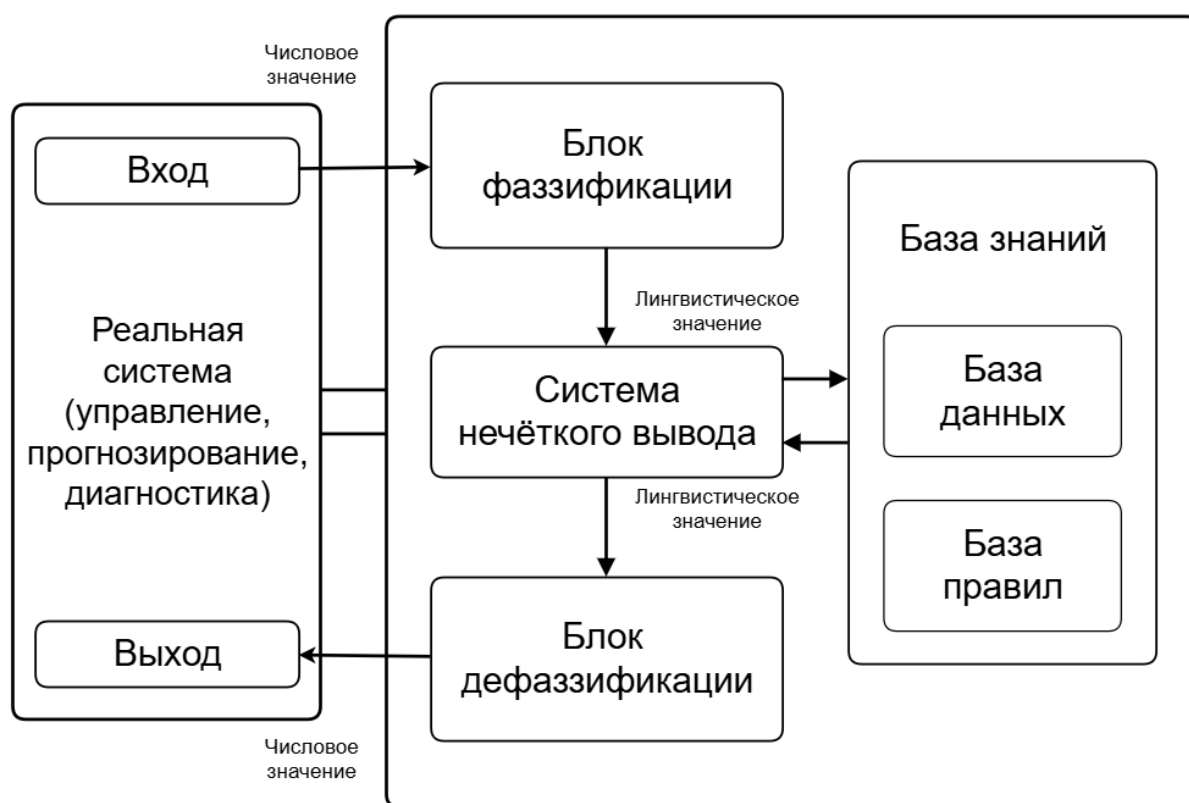 Числовое
значение
Вход
Блок
фаззификации
База знаний
Лингвистическое
значение
Реальная
система
(управление,
прогнозирование,
диагностика)
Система
нечёткого вывода
База
данных
Лингвистическое
значение
База
правил
Выход
Блок
дефаззификации
Числовое
значение